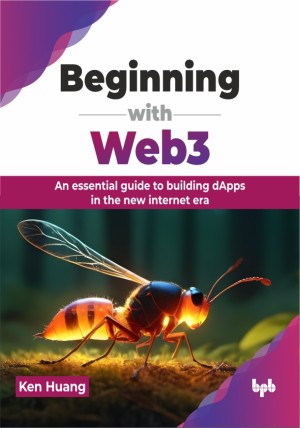 Beginning
with
Web3
An essential guide to building dApps
in the new internet era
Ken Huang
bpb